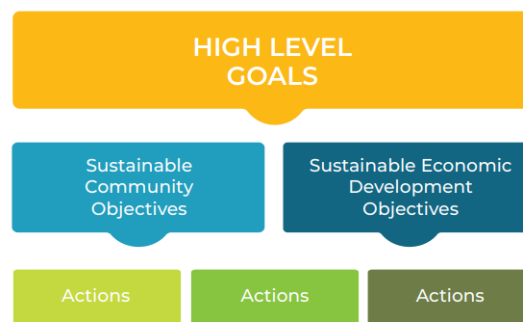 HIGH LEVEL
GOALS
Sustainable
Community
Objectives
Sustainable Economic
Development
Objectives
Actions
Actions
Actions